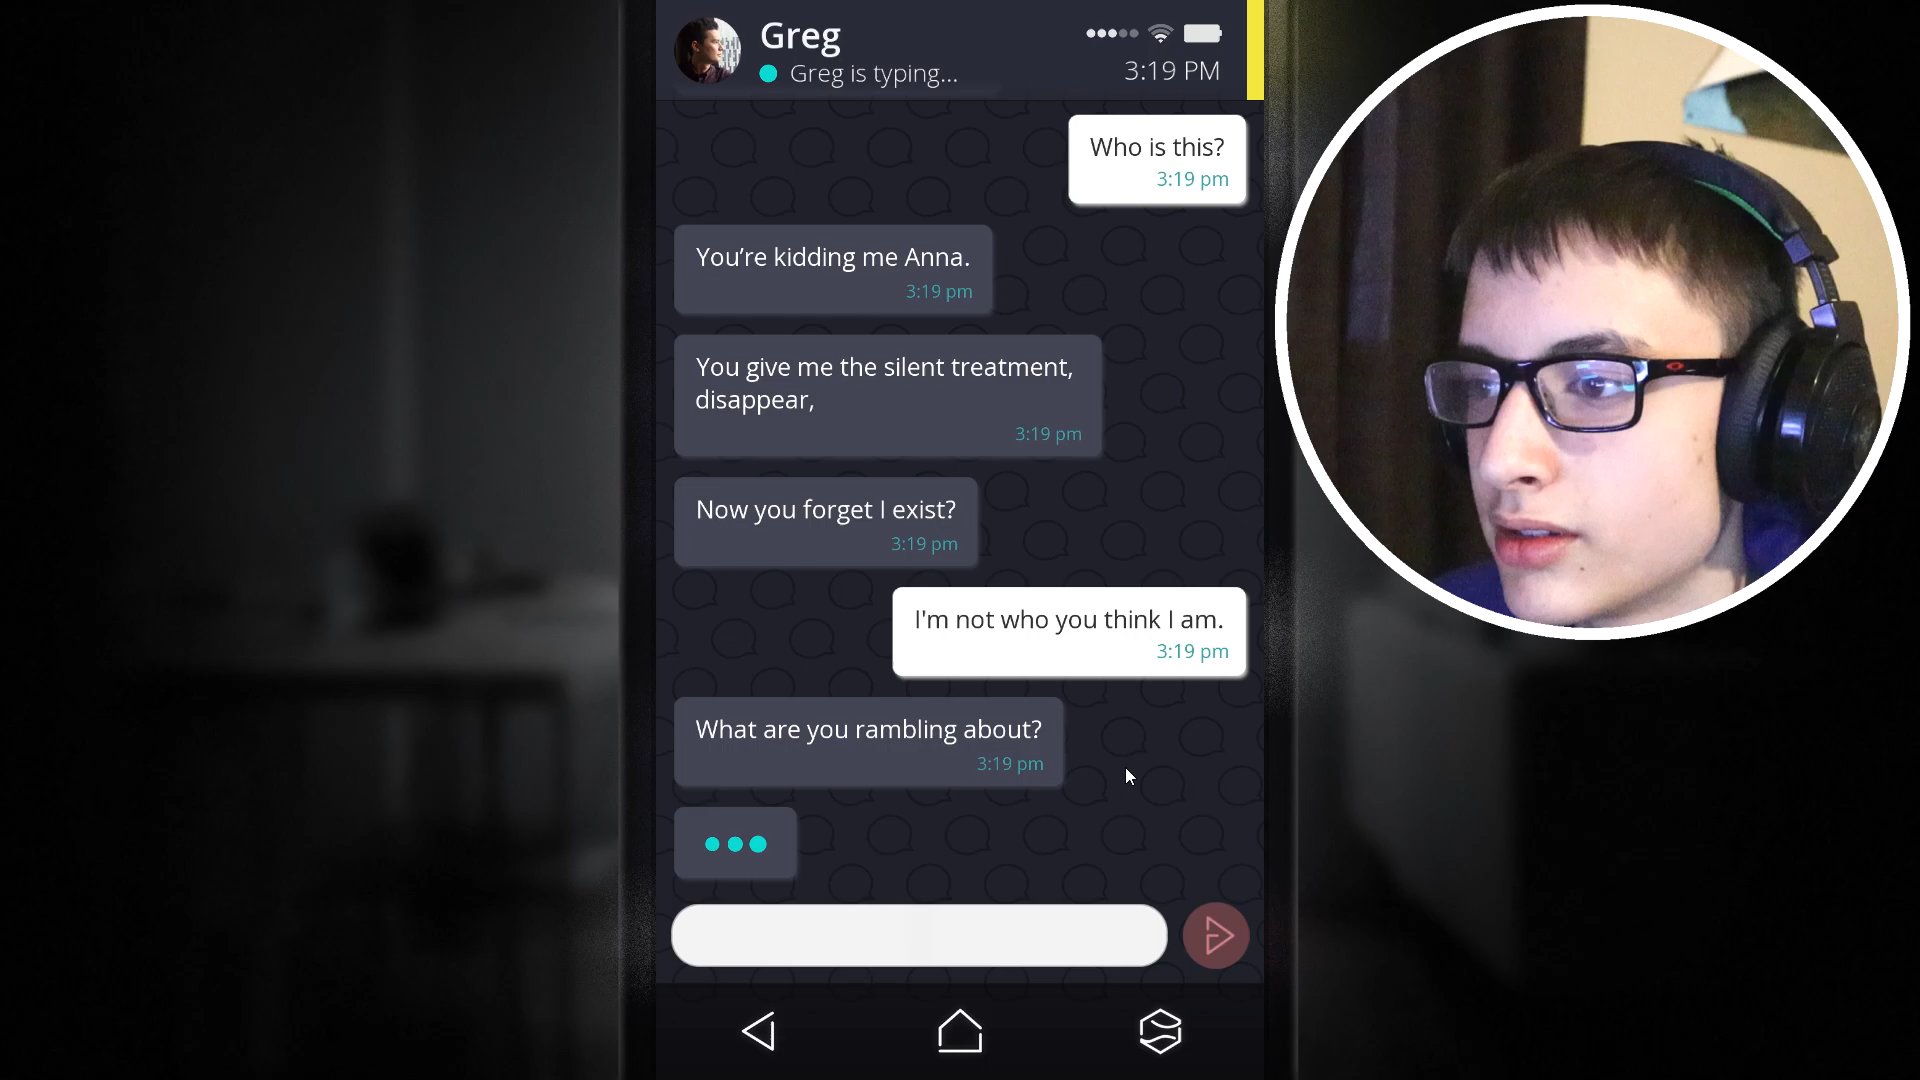 Greg
Greg is typing...
3:19 PM
Who is this?
3:19 pm
You’re kidding me Anna.
3:19 pm
You give me the silent treatment,
disappear,
3:19 pm
Now you forget I exist?
3:19 pm
I'm not who you think I am.
3:19 pm
What are you rambling about?
3:19 pm